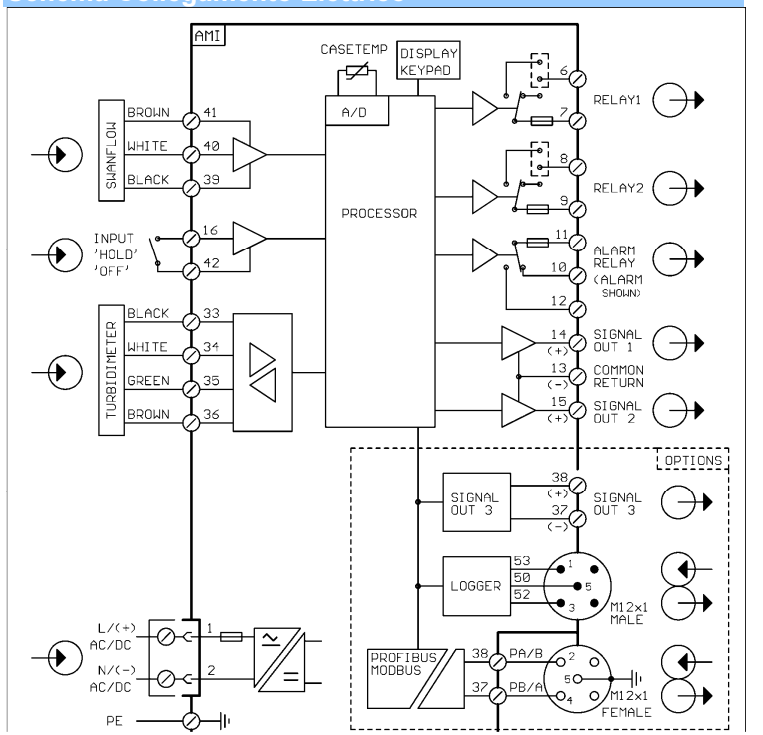 AMI
CASETEMP
DISPLAY
KEYPAD
A/D
PROCESSOR
SWANFLOW
BROWN
41
WHITE
40
BLACK
39
INPUT
'HOLD'
'OFF'
16
42
TURBIDIMETER
BLACK
33
WHITE
34
GREEN
35
BROWN
36
6
RELAY1
7
8
RELAY2
9
11
ALARM
RELAY
(ALARM
SHOWN)
10
12
14
(+)
SIGNAL
OUT 1
13
(-)
COMMON
RETURN
15
(+)
SIGNAL
OUT 2
OPTIONS
SIGNAL
OUT 3
38
(+)
37
(-)
SIGNAL
OUT 3
LOGGER
53
50
52
1
5
3
M12x1
MALE
PROFIBUS
MODBUS
38
PA/B
37
PB/A
2
5
4
M12x1
FEMALE
L/(+)
AC/DC
1
N/(-)
AC/DC
2
PE